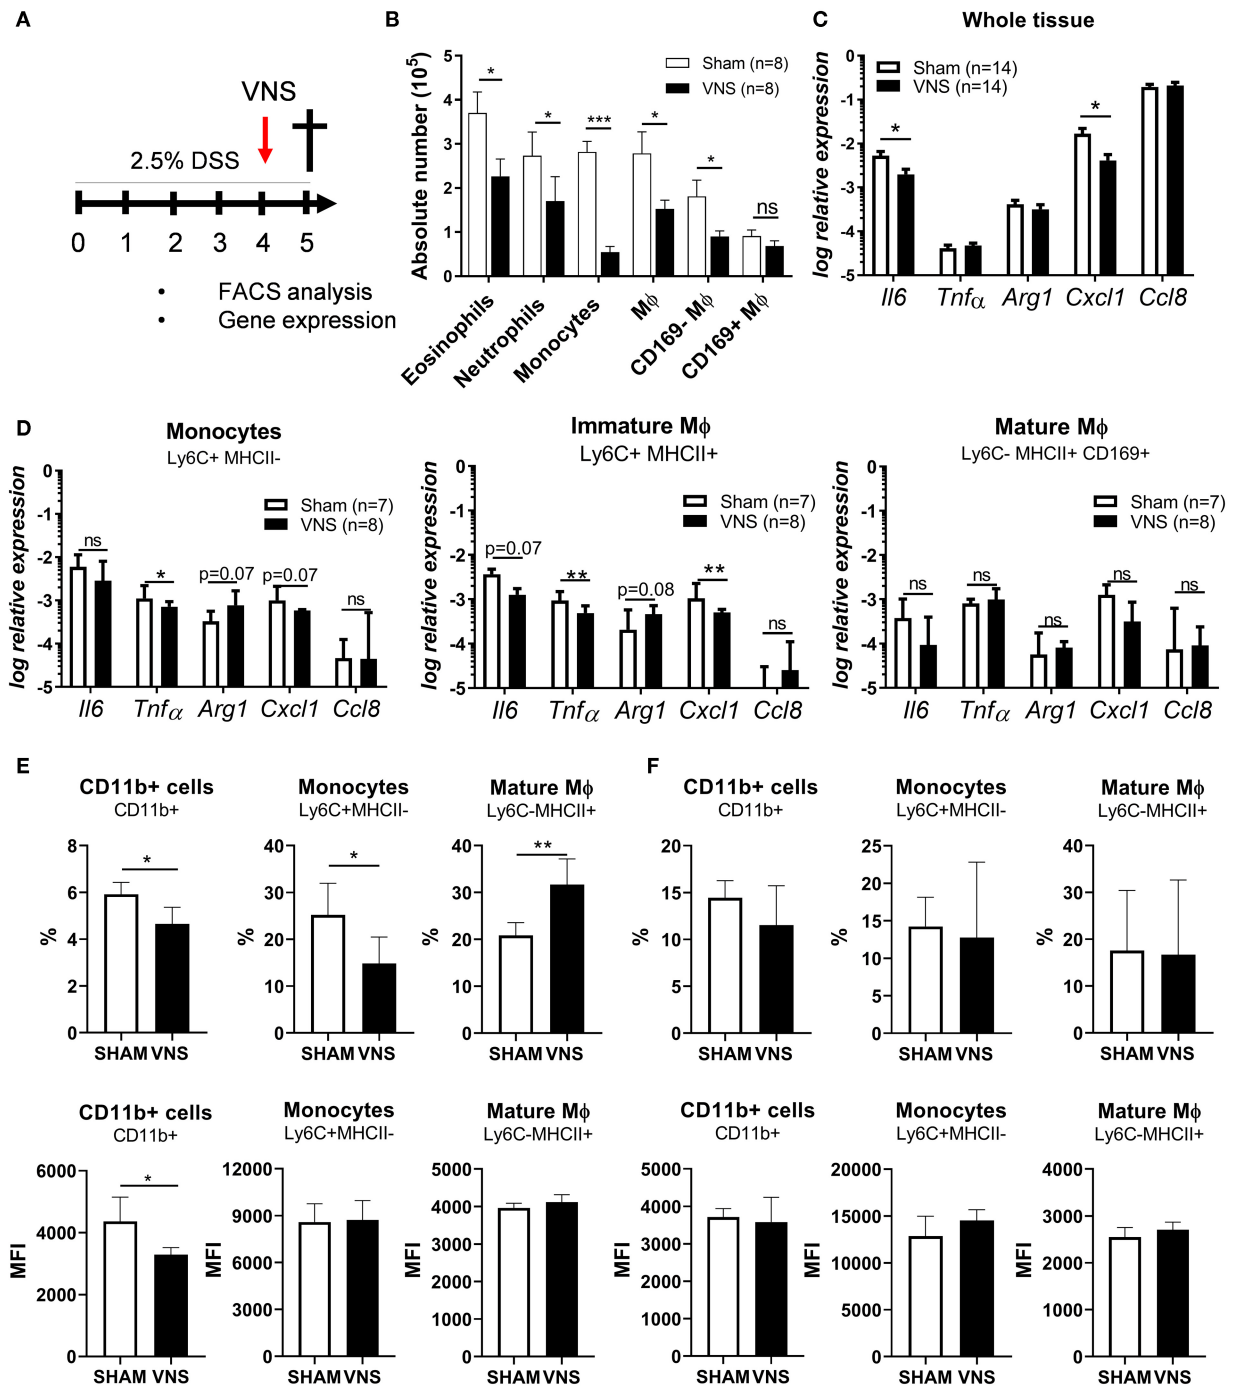 A
VNS
2.5% DSS
0 1 2 3 4 5
• FACS analysis
• Gene expression
B
Absolute number (10⁵)
5
4
3
2
1
0
Sham (n=8)
VNS (n=8)
* * *** * * ns
Eosinophils
Neutrophils
Monocytes
Mϕ
CD169- Mϕ
CD169+ Mϕ
C
Whole tissue
log relative expression
0
-1
-2
-3
-4
-5
Sham (n=14)
VNS (n=14)
* *
Il6 Tnfα Arg1 Cxcl1 Ccl8
D
Monocytes
Ly6C+ MHCII-
log relative expression
0
-1
-2
-3
-4
-5
Sham (n=7)
VNS (n=8)
ns * p=0.07 p=0.07 ns
Il6 Tnfα Arg1 Cxcl1 Ccl8
Immature Mϕ
Ly6C+ MHCII+
log relative expression
0
-1
-2
-3
-4
-5
Sham (n=7)
VNS (n=8)
p=0.07 ** p=0.08 ** ns
Il6 Tnfα Arg1 Cxcl1 Ccl8
Mature Mϕ
Ly6C- MHCII+ CD169+
log relative expression
0
-1
-2
-3
-4
-5
Sham (n=7)
VNS (n=8)
ns ns ns ns ns
Il6 Tnfα Arg1 Cxcl1 Ccl8
E
CD11b+ cells
CD11b+
%
8
6
4
2
0
*
SHAM VNS
Monocytes
Ly6C+MHCII-
%
40
30
20
10
0
*
SHAM VNS
Mature Mϕ
Ly6C-MHCII+
%
40
30
20
10
0
**
SHAM VNS
CD11b+ cells
CD11b+
MFI
6000
4000
2000
0
*
SHAM VNS
Monocytes
Ly6C+MHCII-
MFI
12000
9000
6000
3000
0
SHAM VNS
Mature Mϕ
Ly6C-MHCII+
MFI
5000
4000
3000
2000
1000
0
SHAM VNS
F
CD11b+ cells
CD11b+
%
20
15
10
5
0
SHAM VNS
Monocytes
Ly6C+MHCII-
%
25
20
15
10
5
0
SHAM VNS
Mature Mϕ
Ly6C-MHCII+
%
40
30
20
10
0
SHAM VNS
CD11b+ cells
CD11b+
MFI
5000
4000
3000
2000
1000
0
SHAM VNS
Monocytes
Ly6C+MHCII-
MFI
20000
15000
10000
5000
0
SHAM VNS
Mature Mϕ
Ly6C-MHCII+
MFI
4000
3000
2000
1000
0
SHAM VNS